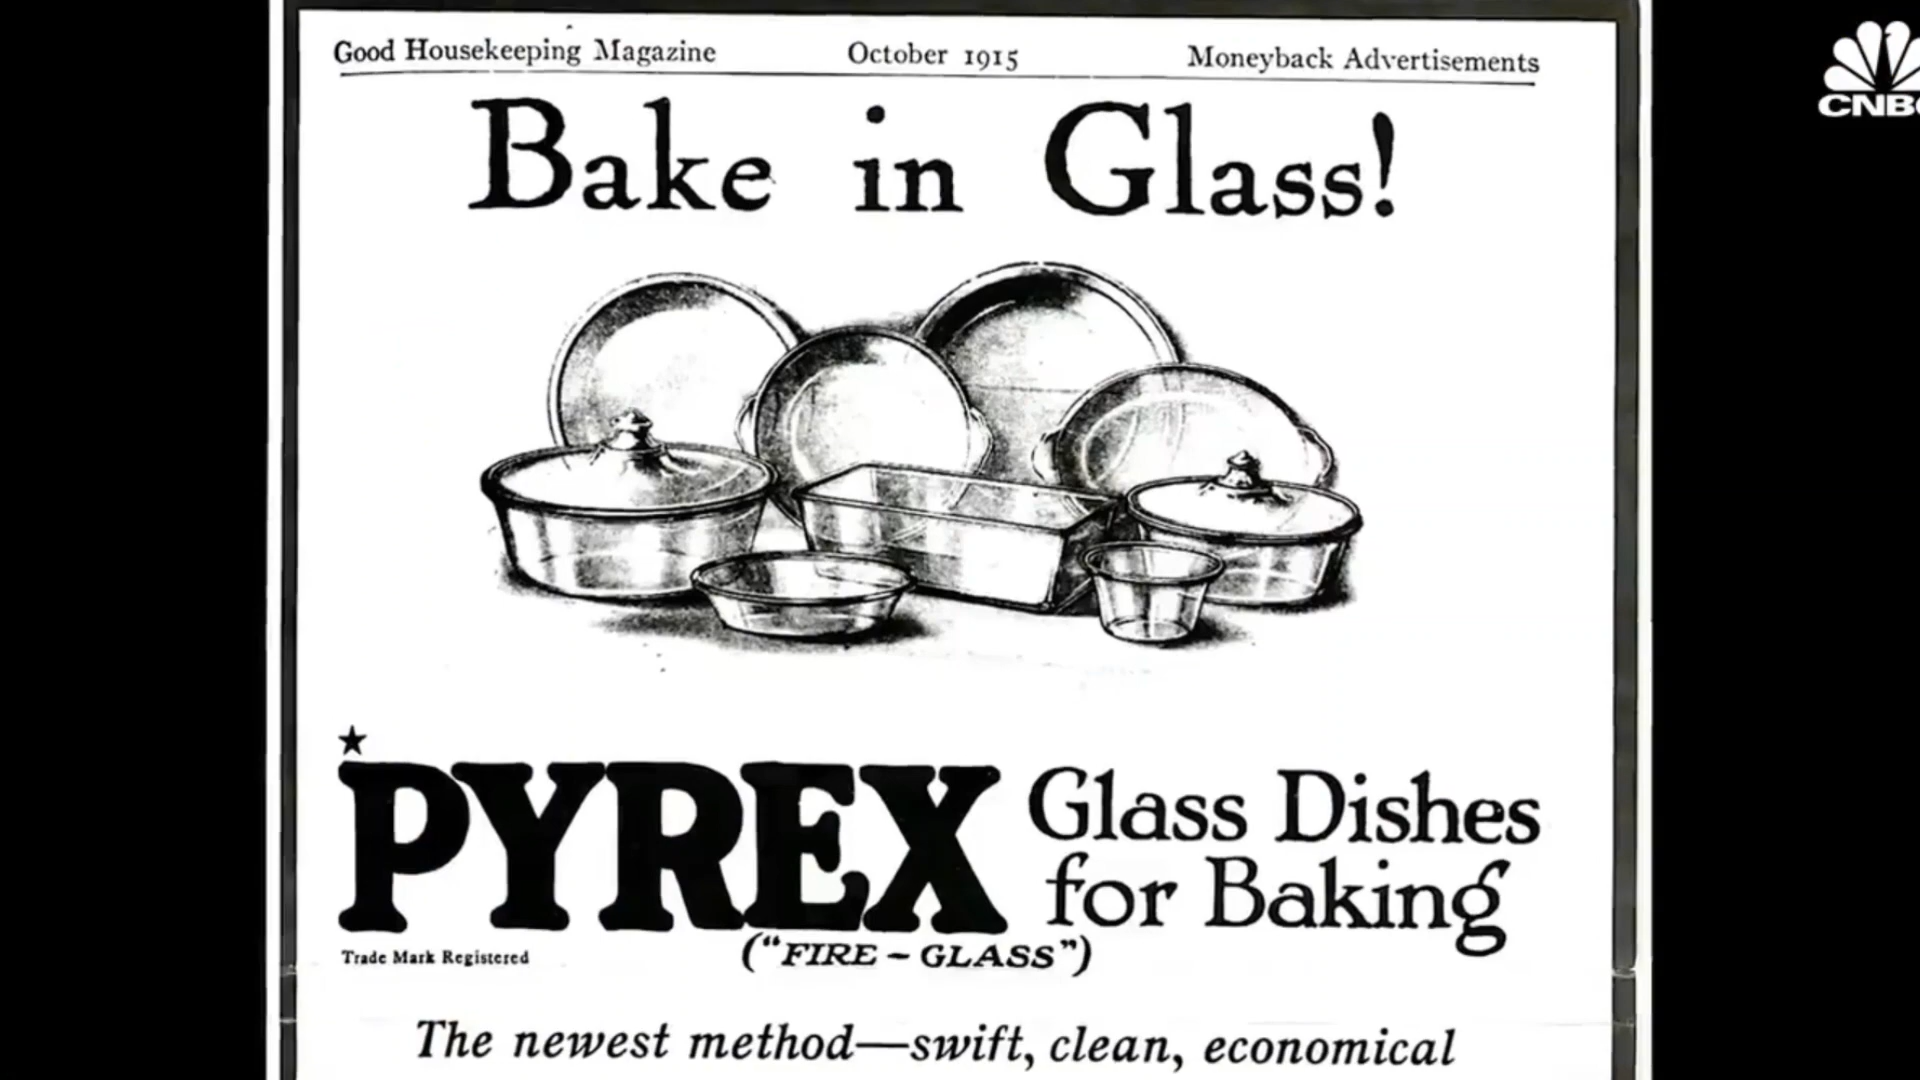 Good Housekeeping Magazine October 1915 Moneyback Advertisements
CNBC
Bake in Glass!
PYREX Glass Dishes
for Baking
Trade Mark Registered ("FIRE-GLASS")
The newest method—swift, clean, economical